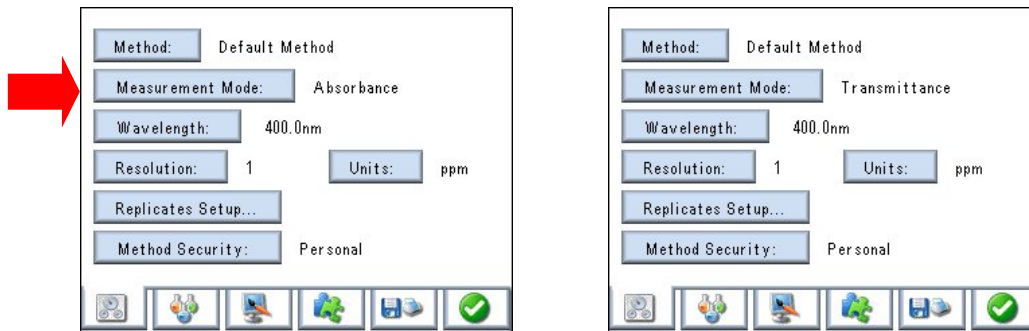 Method: Default Method
Measurement Mode: Absorbance
Wavelength: 400.0nm
Resolution: 1 Units: ppm
Replicates Setup...
Method Security: Personal
Method: Default Method
Measurement Mode: Transmittance
Wavelength: 400.0nm
Resolution: 1 Units: ppm
Replicates Setup...
Method Security: Personal